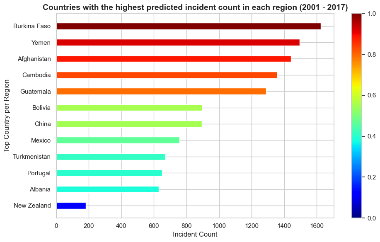 Countries with the highest predicted incident count in each region (2001 - 2017)
Top Country per Region
Burkina Faso
Yemen
Afghanistan
Cambodia
Guatemala
Bolivia
China
Mexico
Turkmenistan
Portugal
Albania
New Zealand
0 200 400 600 800 1000 1200 1400 1600
Incident Count
1.0
0.8
0.6
0.4
0.2
0.0